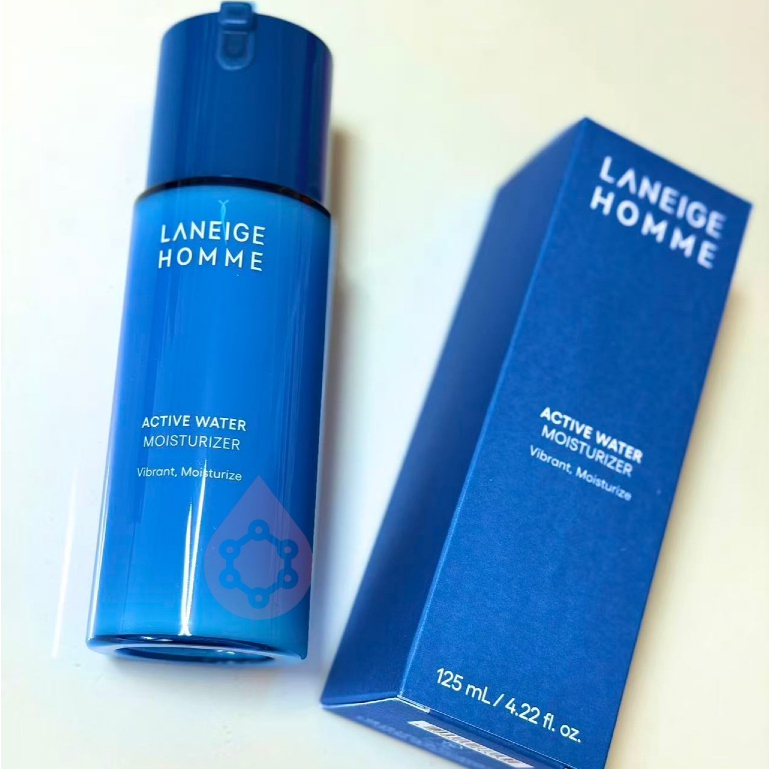 LANEIGE
HOMME
ACTIVE WATER
MOISTURIZER
Vibrant, Moisturize
LANEIGE
HOMME
ACTIVE WATER
MOISTURIZER
Vibrant, Moisturize
125 mL / 4.22 fl. oz.